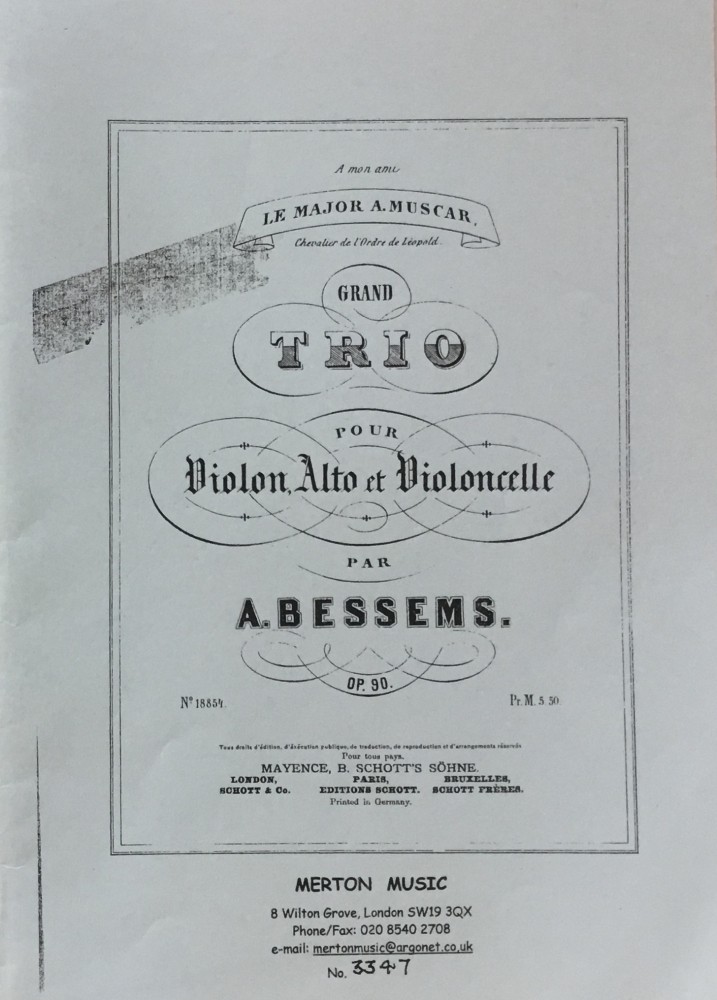 A mon ami
LE MAJOR A. MUSCAR,
Chevalier de l'Ordre de Léopold.
GRAND
TRIO
POUR
Violon, Alto et Violoncelle
PAR
A. BESSEMS.
OP. 90.
Nº 18854. Pr. M. 5. 50.
Tous droits d'édition, d'éxécution publique, de traduction, de reproduction et d'arrangements réservés
Pour tous pays.
MAYENCE, B. SCHOTT'S SÖHNE.
LONDON, PARIS, BRUXELLES,
SCHOTT & Co. EDITIONS SCHOTT. SCHOTT FRÈRES.
Printed in Germany.
MERTON MUSIC
8 Wilton Grove, London SW19 3QX
Phone/Fax: 020 8540 2708
e-mail: mertonmusic@argonet.co.uk
No. 3347